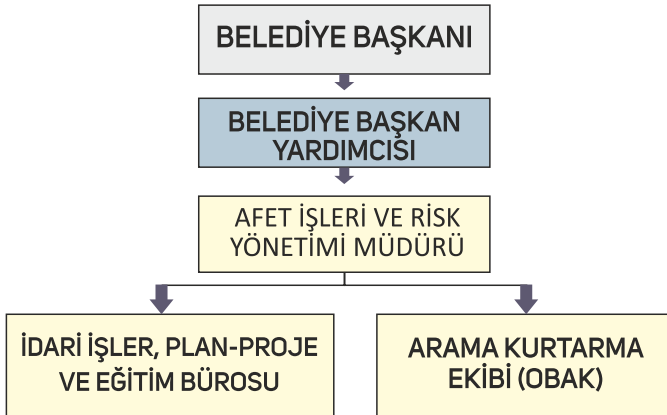 BELEDİYE BAŞKANI
BELEDİYE BAŞKAN
YARDIMCISI
AFET İŞLERİ VE RİSK
YÖNETİMİ MÜDÜRÜ
İDARİ İŞLER, PLAN-PROJE
VE EĞİTİM BÜROSU
ARAMA KURTARMA
EKİBİ (OBAK)